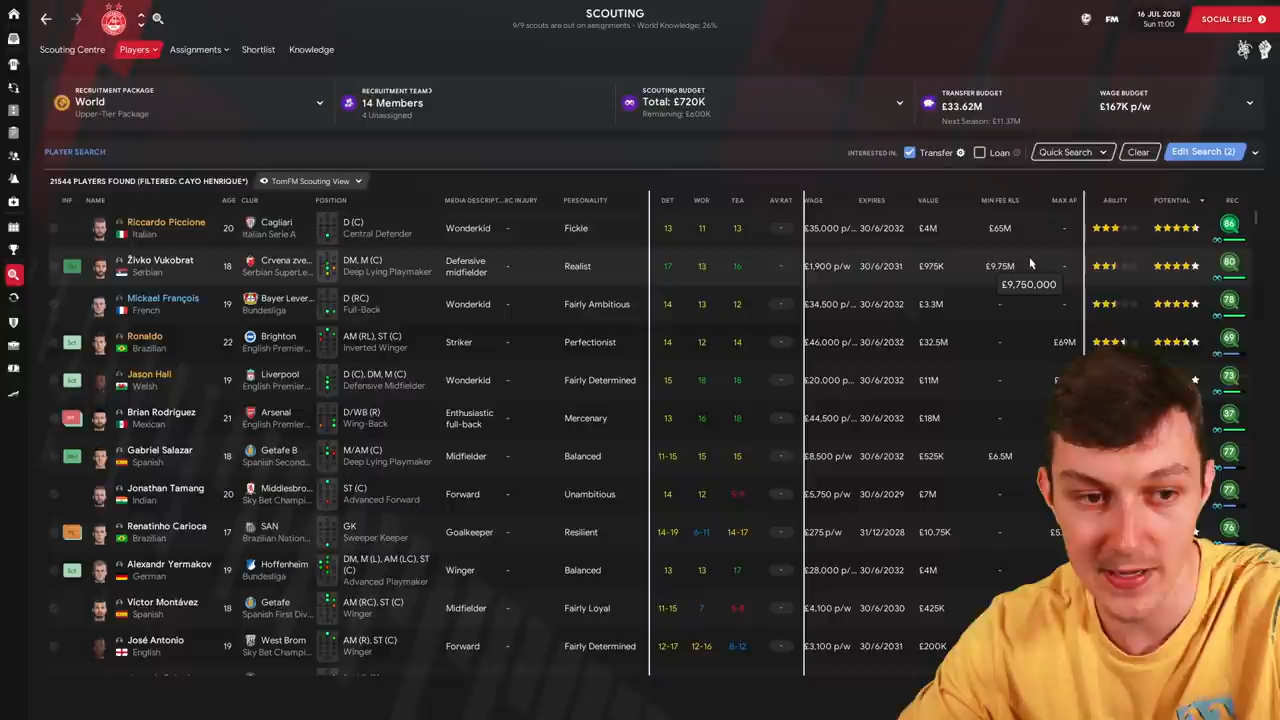 SCOUTING
9/9 scouts are out on assignments - World Knowledge: 26%.
FM
16 JUL 2028
Sun 11:00
SOCIAL FEED
Scouting Centre Players Assignments Shortlist Knowledge
RECRUITMENT PACKAGE
World
Upper-Tier Package
RECRUITMENT TEAM
14 Members
4 Unassigned
SCOUTING BUDGET
Total: £720K
Remaining: £600K
TRANSFER BUDGET
£33.62M
Next Season: £11.37M
WAGE BUDGET
£167K p/w
PLAYER SEARCH
INTERESTED IN: Transfer Loan Quick Search Clear Edit Search (2)
21544 PLAYERS FOUND (FILTERED: CAYO HENRIQUE*) TomFM Scouting View
INF NAME AGE CLUB POSITION MEDIA DESCRIPT... RC INJURY PERSONALITY DET WOR TEA AV RAT WAGE EXPIRES VALUE MIN FEE RLS MAX AF ABILITY POTENTIAL REC
Riccardo Piccione Italian 20 Cagliari Italian Serie A D (C) Central Defender Wonderkid - Fickle 13 11 13 - £35,000 p/... 30/6/2032 £4M £65M - 86
Živko Vukobrat Serbian 18 Crvena zve... Serbian SuperLe... DM, M (C) Deep Lying Playmaker Defensive midfielder - Realist 17 13 16 - £1,900 p/w 30/6/2031 £975K £9.75M - 80
£9,750,000
Mickael François French 19 Bayer Lever... Bundesliga D (RC) Full-Back Wonderkid - Fairly Ambitious 14 13 12 - £34,500 p/... 30/6/2032 £3.3M - - 78
Sct Ronaldo Brazilian 22 Brighton English Premier... AM (RL), ST (C) Inverted Winger Striker - Perfectionist 14 12 14 - £46,000 p/... 30/6/2032 £32.5M - £69M 69
Sct Jason Hall Welsh 19 Liverpool English Premier... D (C), DM, M (C) Defensive Midfielder Wonderkid - Fairly Determined 15 18 18 - £20,000 p... 30/6/2032 £11M - 73
Brian Rodríguez Mexican 21 Arsenal English Premier... D/WB (R) Wing-Back Enthusiastic full-back - Mercenary 13 16 18 - £44,500 p/... 30/6/2032 £18M - 37
Gabriel Salazar Spanish 18 Getafe B Spanish Second... M/AM (C) Deep Lying Playmaker Midfielder - Balanced 11-15 15 15 - £8,500 p/w 30/6/2032 £525K £6.5M 77
Jonathan Tamang Indian 20 Middlesbro... Sky Bet Champi... ST (C) Advanced Forward Forward - Unambitious 14 12 - £5,750 p/w 30/6/2029 £7M - 77
Renatinho Carioca Brazilian 17 SAN Brazilian Nation... GK Sweeper Keeper Goalkeeper - Resilient 14-19 6-11 14-17 - £275 p/w 31/12/2028 £10.75K - 76
Sct Alexandr Yermakov German 19 Hoffenheim Bundesliga DM, M (L), AM (LC), ST (C) Advanced Playmaker Winger - Balanced 13 13 17 - £28,000 p/... 30/6/2032 £4M -
Víctor Montávez Spanish 18 Getafe Spanish First Div... AM (RC), ST (C) Winger Midfielder - Fairly Loyal 11-15 7 - £4,100 p/w 30/6/2030 £425K
José Antonio English 19 West Brom Sky Bet Champi... AM (R), ST (C) Winger Forward - Fairly Determined 12-17 12-16 8-12 - £3,100 p/w 30/6/2031 £200K